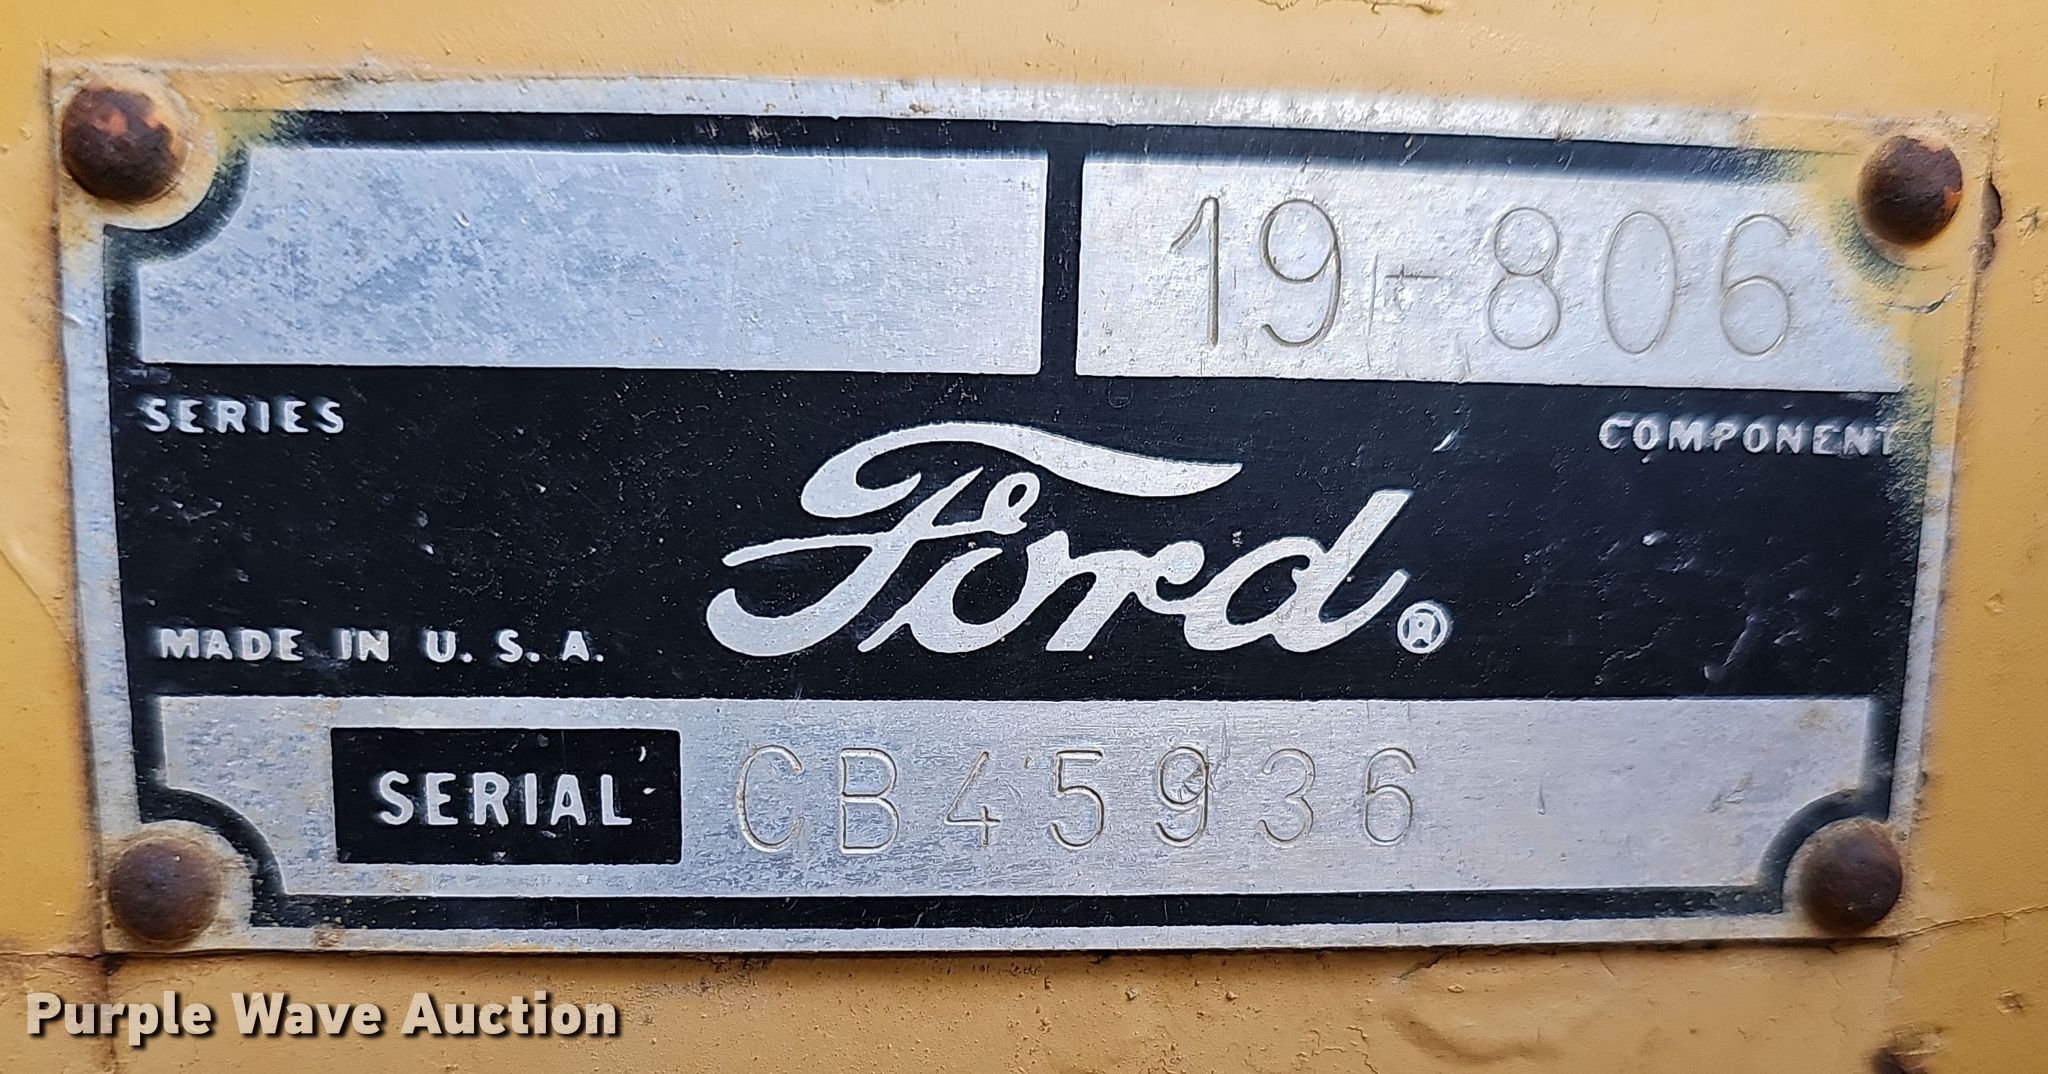 19-806
SERIES
COMPONENT
Ford®
MADE IN U.S.A.
SERIAL CB45936
Purple Wave Auction